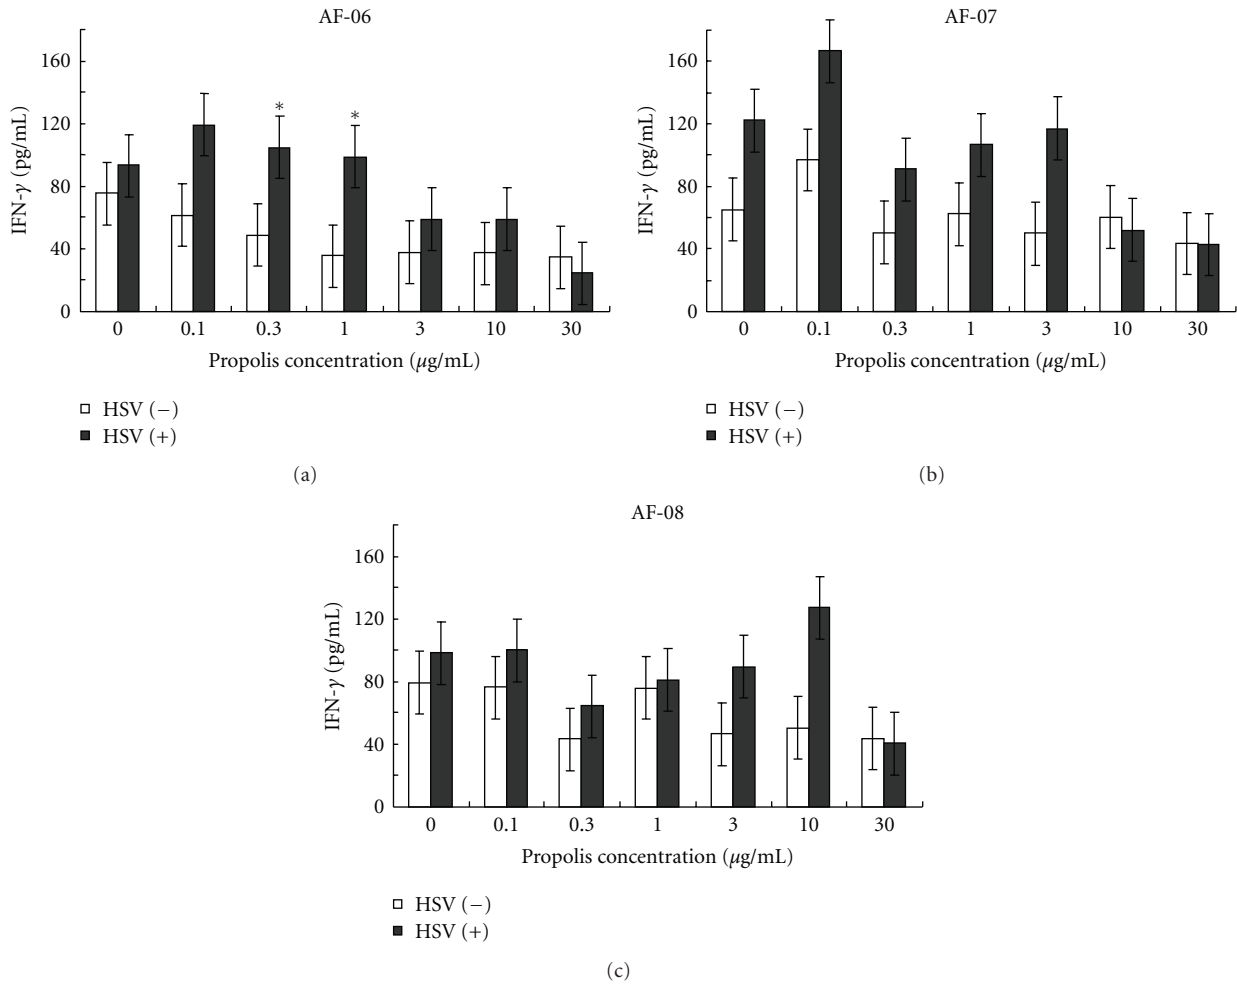 AF-06
160
120
80
40
0
IFN-γ (pg/mL)
*
*
0 0.1 0.3 1 3 10 30
Propolis concentration (μg/mL)
HSV (−)
HSV (+)
(a)
AF-07
160
120
80
40
0
IFN-γ (pg/mL)
0 0.1 0.3 1 3 10 30
Propolis concentration (μg/mL)
HSV (−)
HSV (+)
(b)
AF-08
160
120
80
40
0
IFN-γ (pg/mL)
0 0.1 0.3 1 3 10 30
Propolis concentration (μg/mL)
HSV (−)
HSV (+)
(c)